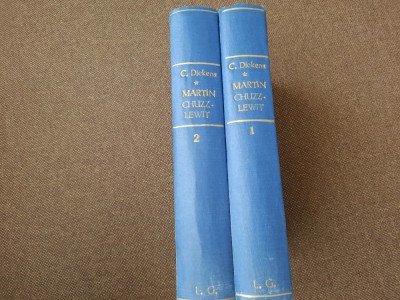 C. Dickens
*
MARTIN
CHUZZ-
LEWIT
2
L. G.
C. Dickens
*
MARTIN
CHUZZ-
LEWIT
1
L. G.